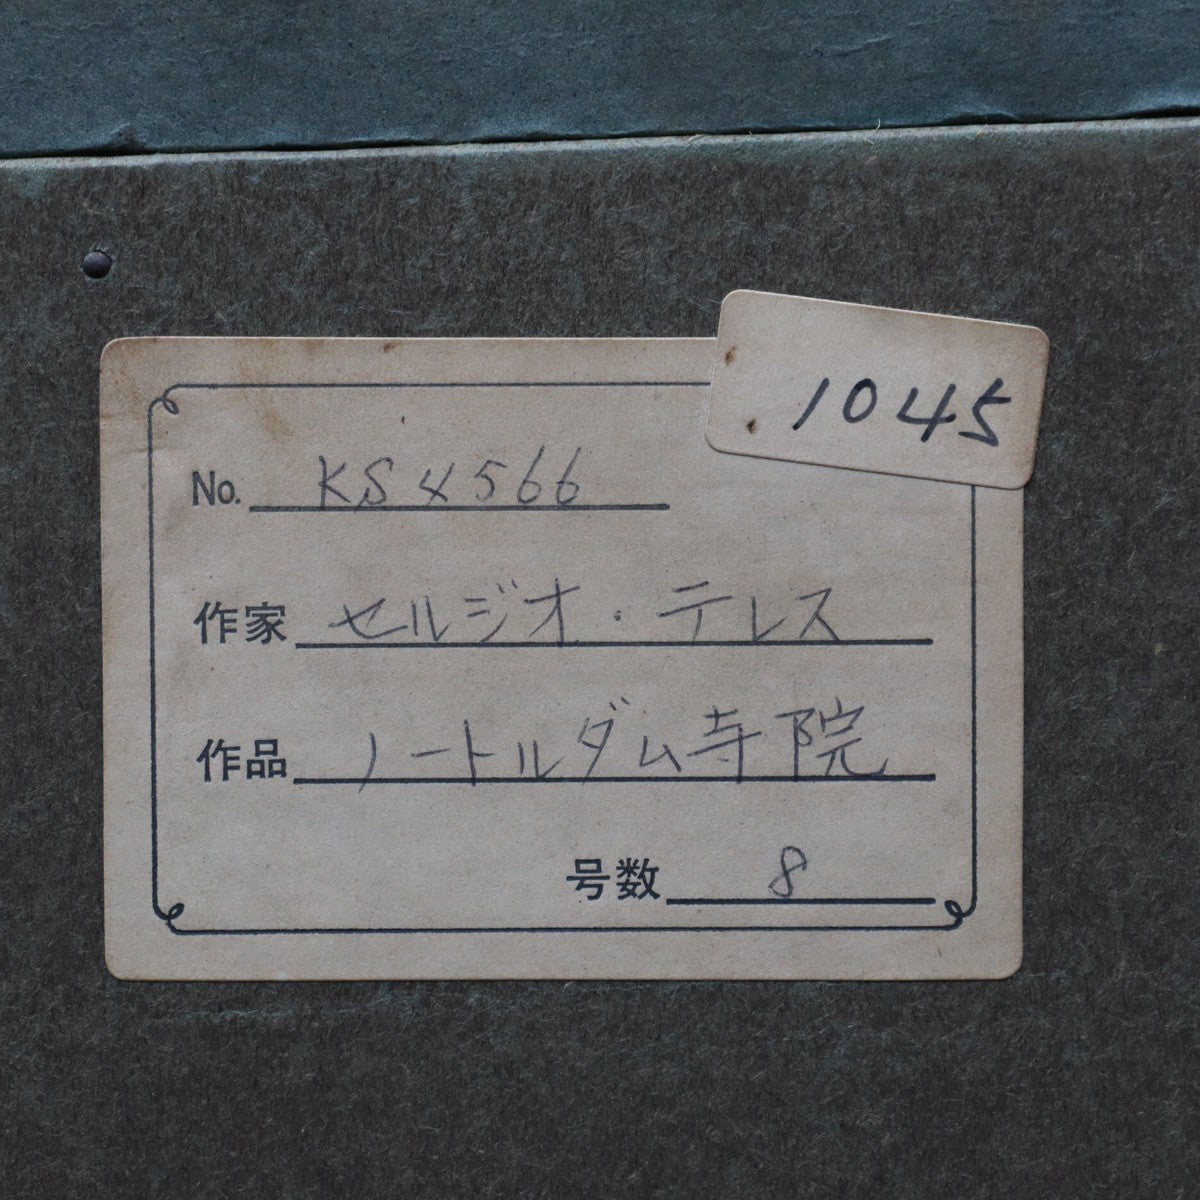 1045
No. KS4566
作家 セルジオ・テレス
作品 ノートルダム寺院
号数 8